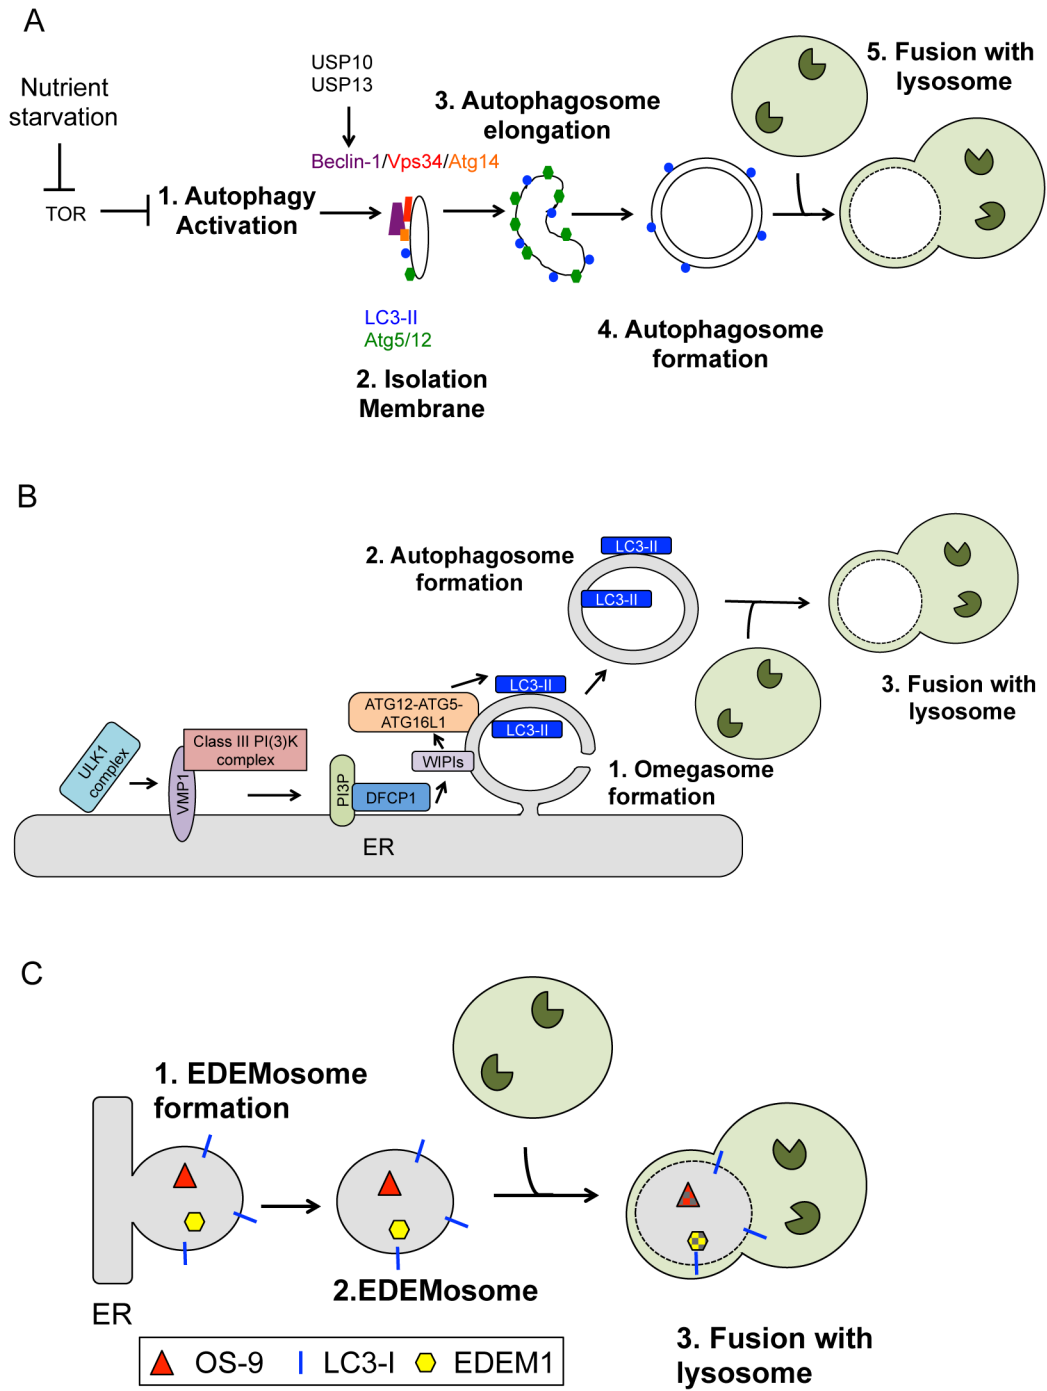 A
Nutrient
starvation
TOR
1. Autophagy
Activation
USP10
USP13
Beclin-1/Vps34/Atg14
LC3-II
Atg5/12
2. Isolation
Membrane
3. Autophagosome
elongation
4. Autophagosome
formation
5. Fusion with
lysosome
B
ULK1
complex
VMP1
Class III PI(3)K
complex
PI3P
DFCP1
WIPIs
ATG12-ATG5-
ATG16L1
LC3-II
LC3-II
1. Omegasome
formation
ER
2. Autophagosome
formation
LC3-II
LC3-II
3. Fusion with
lysosome
C
1. EDEMosome
formation
ER
2.EDEMosome
3. Fusion with
lysosome
OS-9
LC3-I
EDEM1